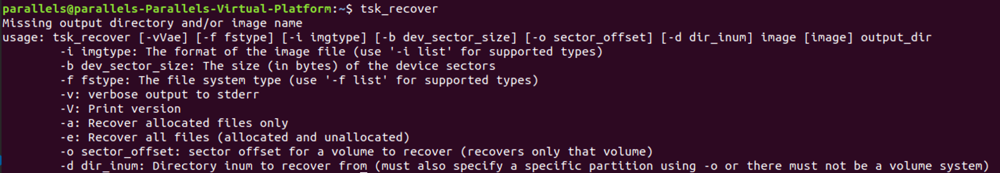 parallels@parallels-Parallels-Virtual-Platform:~$ tsk_recover
Missing output directory and/or image name
usage: tsk_recover [-vVae] [-f fstype] [-i imgtype] [-b dev_sector_size] [-o sector_offset] [-d dir_inum] image [image] output_dir
-i imgtype: The format of the image file (use '-i list' for supported types)
-b dev_sector_size: The size (in bytes) of the device sectors
-f fstype: The file system type (use '-f list' for supported types)
-v: verbose output to stderr
-V: Print version
-a: Recover allocated files only
-e: Recover all files (allocated and unallocated)
-o sector_offset: sector offset for a volume to recover (recovers only that volume)
-d dir_inum: Directory inum to recover from (must also specify a specific partition using -o or there must not be a volume system)